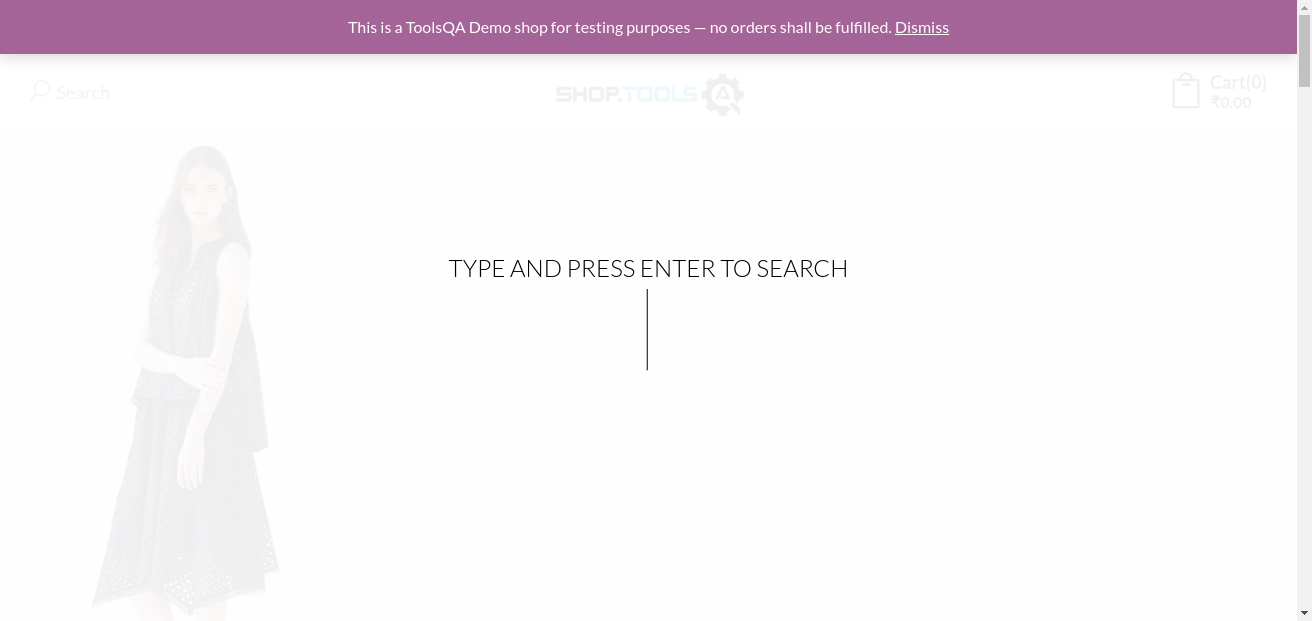 This is a ToolsQA Demo shop for testing purposes — no orders shall be fulfilled. Dismiss
Search
SHOP.TOOLS
Cart(0)
₹0.00
TYPE AND PRESS ENTER TO SEARCH